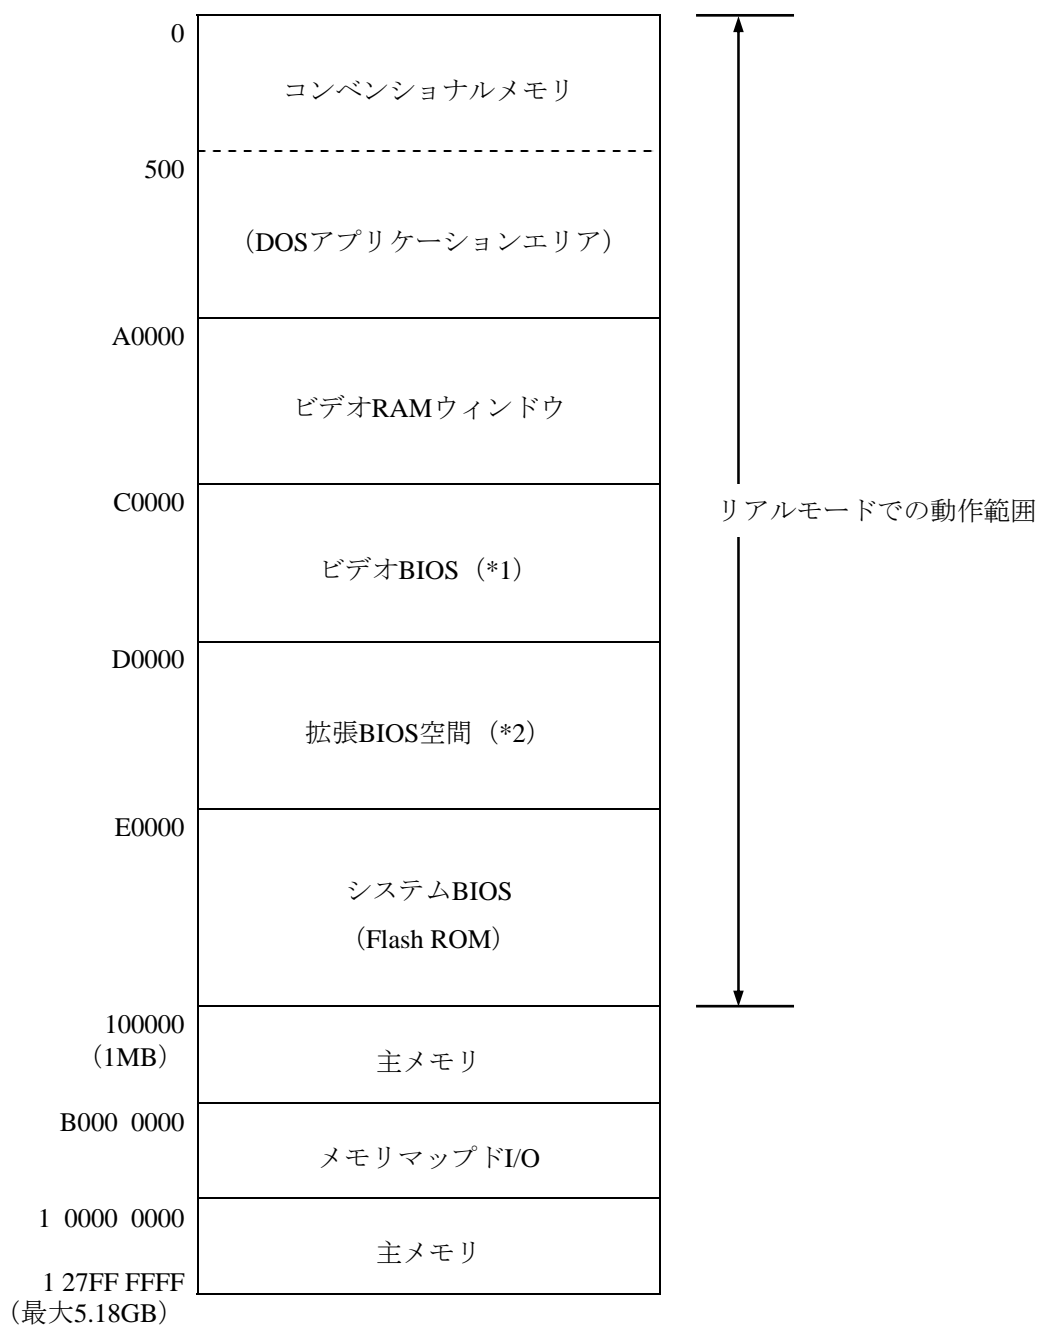 0
コンベンショナルメモリ
500
（DOSアプリケーションエリア）
A0000
ビデオRAMウィンドウ
C0000
リアルモードでの動作範囲
ビデオBIOS（*1）
D0000
拡張BIOS空間（*2）
E0000
システムBIOS
（Flash ROM）
100000
（1MB）
主メモリ
B000 0000
メモリマップドI/O
1 0000 0000
主メモリ
1 27FF FFFF
（最大5.18GB）